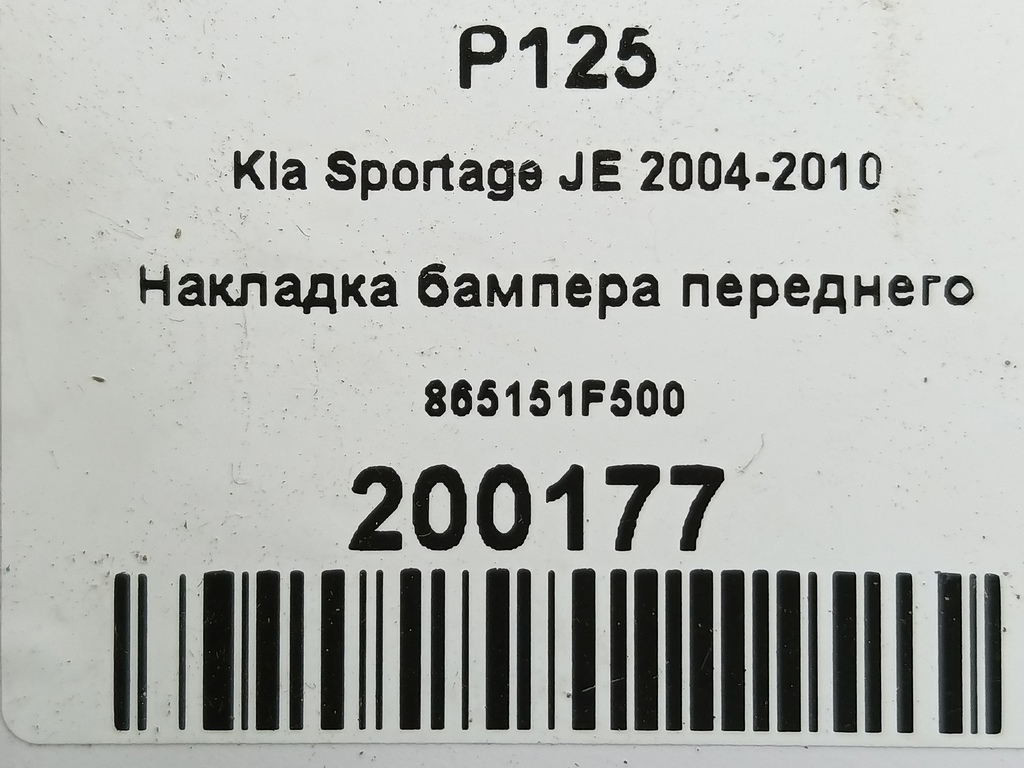 P125
Kia Sportage JE 2004-2010
Накладка бампера переднего
865151F500
200177